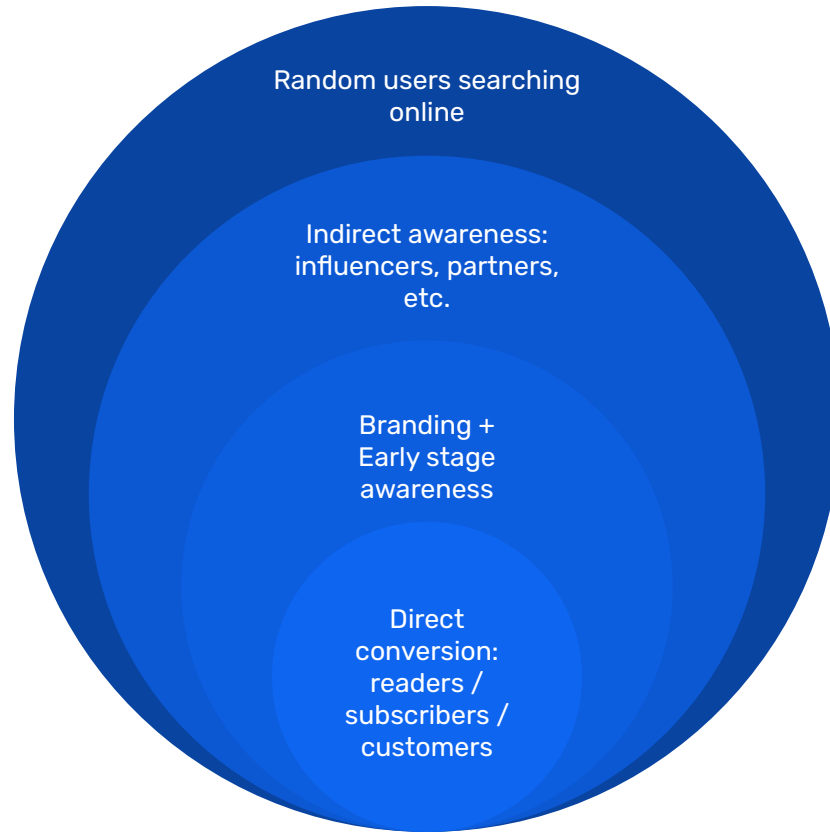 Random users searching
online
Indirect awareness:
influencers, partners,
etc.
Branding +
Early stage
awareness
Direct
conversion:
readers /
subscribers /
customers